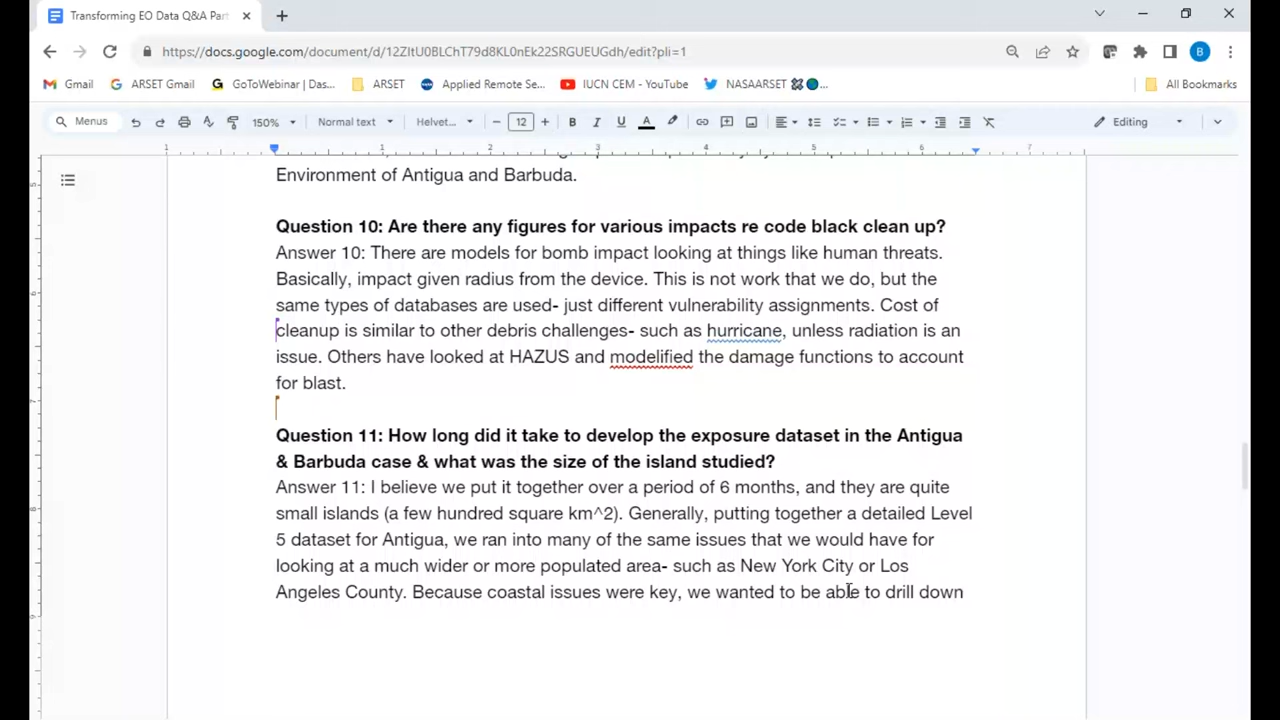 Transforming EO Data Q&A Par
https://docs.google.com/document/d/12ZItU0BLChT79d8KL0nEk22SRGUEUGdh/edit?pli=1
B
Gmail ARSET Gmail GoToWebinar | Das... ARSET Applied Remote Se... IUCN CEM - YouTube NASAARSET ... All Bookmarks
Menus 150% Normal text Helvet... − 12 + B I U A Editing
1 1 2 3 4 5 6 7
Environment of Antigua and Barbuda.
Question 10: Are there any figures for various impacts re code black clean up?
Answer 10: There are models for bomb impact looking at things like human threats.
Basically, impact given radius from the device. This is not work that we do, but the
same types of databases are used- just different vulnerability assignments. Cost of
cleanup is similar to other debris challenges- such as hurricane, unless radiation is an
issue. Others have looked at HAZUS and modelified the damage functions to account
for blast.
Question 11: How long did it take to develop the exposure dataset in the Antigua
& Barbuda case & what was the size of the island studied?
Answer 11: I believe we put it together over a period of 6 months, and they are quite
small islands (a few hundred square km^2). Generally, putting together a detailed Level
5 dataset for Antigua, we ran into many of the same issues that we would have for
looking at a much wider or more populated area- such as New York City or Los
Angeles County. Because coastal issues were key, we wanted to be able to drill down